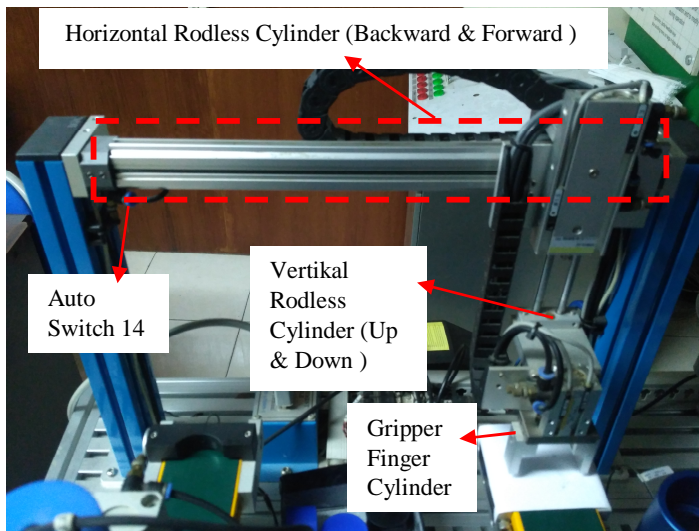 Horizontal Rodless Cylinder (Backward & Forward )
Auto
Switch 14
Vertikal
Rodless
Cylinder (Up
& Down )
Gripper
Finger
Cylinder